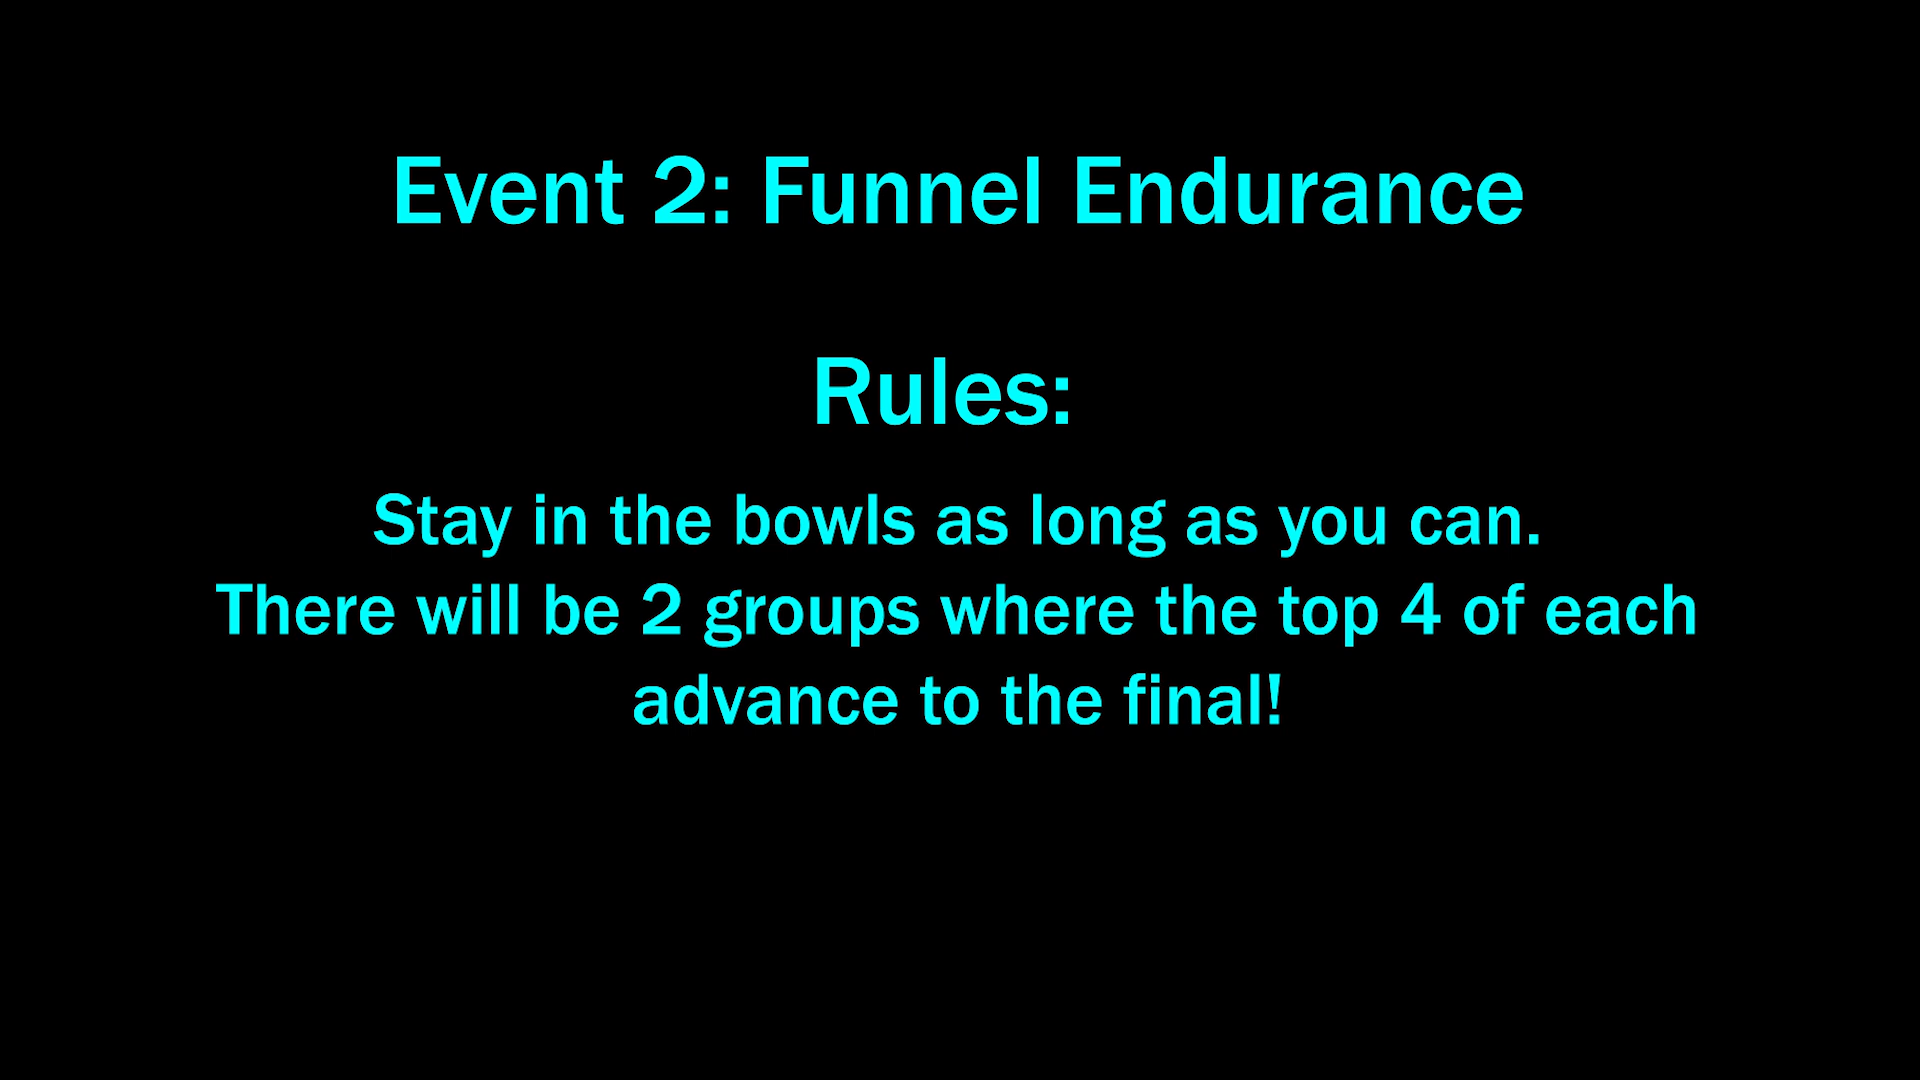 Event 2: Funnel Endurance
Rules:
Stay in the bowls as long as you can.
There will be 2 groups where the top 4 of each
advance to the final!